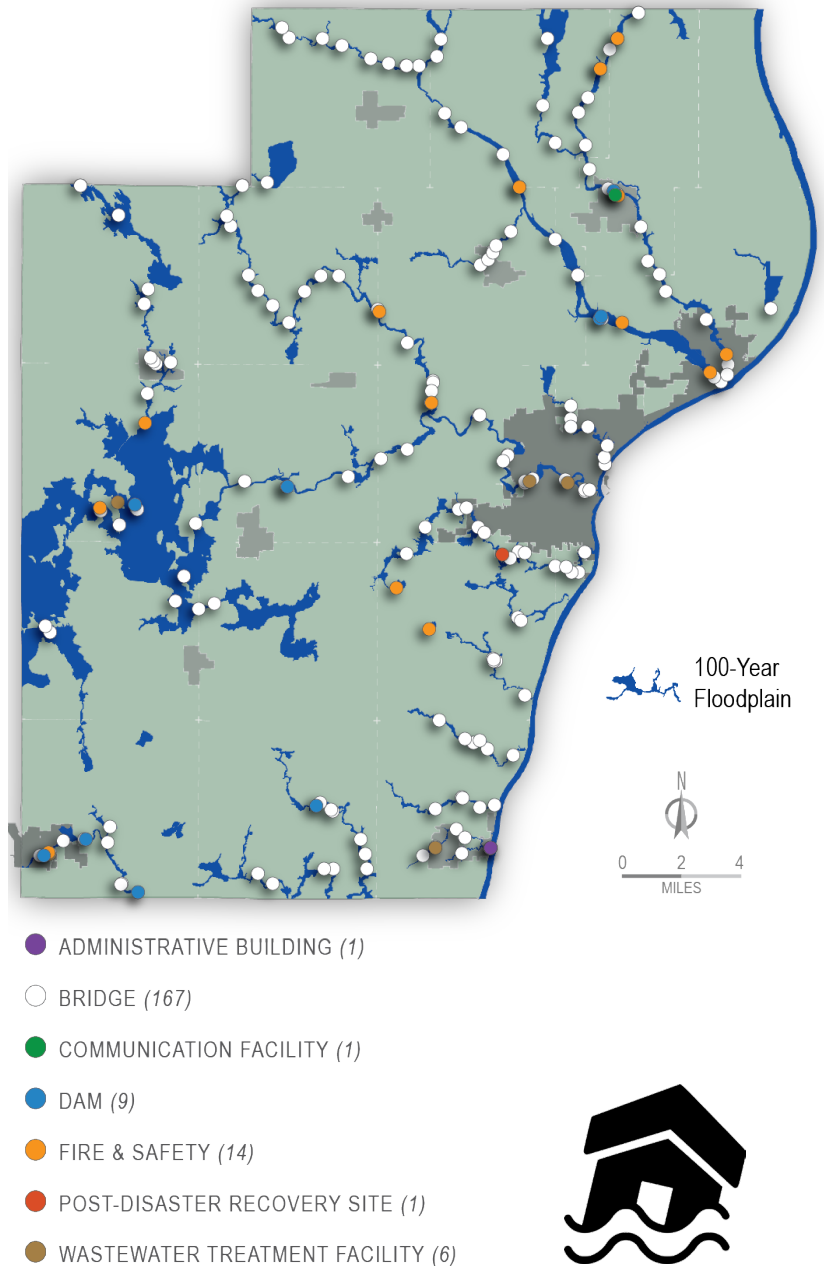 100-Year
Floodplain
N
0 2 4
MILES
ADMINISTRATIVE BUILDING (1)
BRIDGE (167)
COMMUNICATION FACILITY (1)
DAM (9)
FIRE & SAFETY (14)
POST-DISASTER RECOVERY SITE (1)
WASTEWATER TREATMENT FACILITY (6)